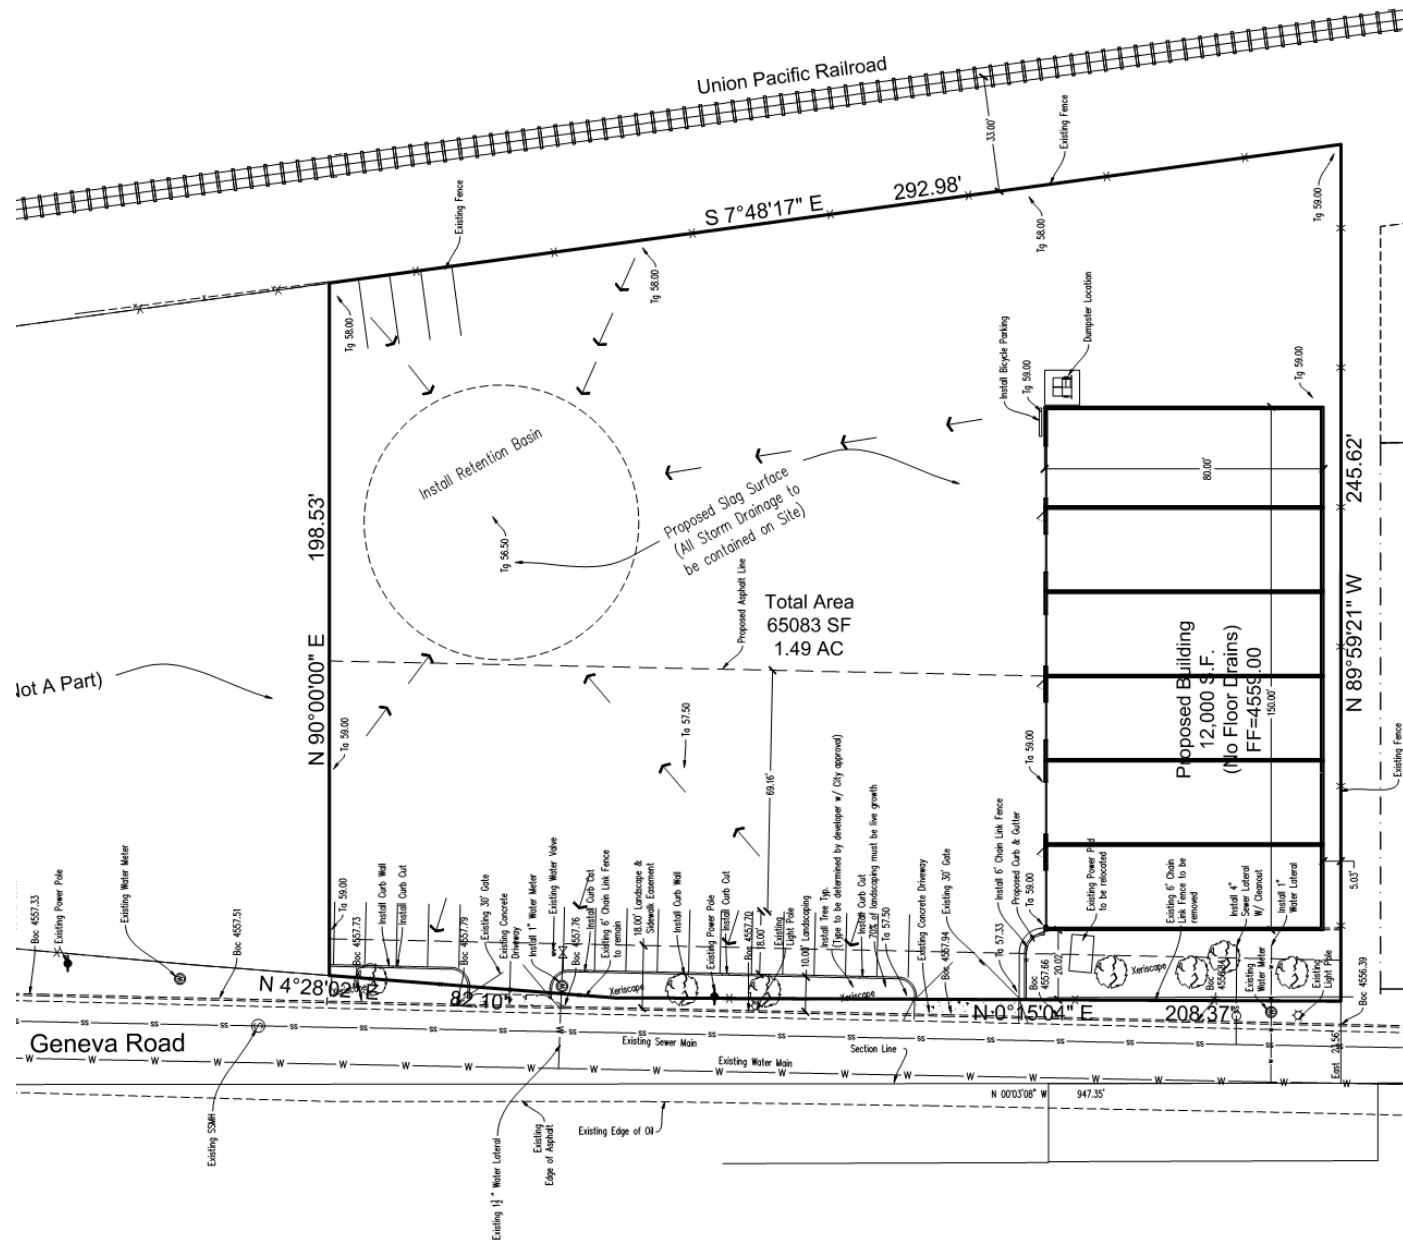 Union Pacific Railroad
33.00'
Existing Fence
292.98'
S 7°48'17" E
Existing Fence
Tg 59.00
Tg 58.00
Tg 58.00
Tg 58.00
Dumpster Location
Install Bicycle Parking
Tg 59.00
Tg 59.00
Install Retention Basin
Tg 56.50
Proposed Slag Surface
(All Storm Drainage to
be contained on Site)
80.00'
245.62'
198.53'
Proposed Asphalt Line
Total Area
65083 SF
1.49 AC
N 90°00'00" E
N 89°59'21" W
Not A Part)
Proposed Building
12,000 S.F.
(No Floor Drains)
FF=4559.00
150.00'
Ta 59.00
Ta 57.50
69.16'
Ta 59.00
Existing Fence
Boc 4557.33
Existing Power Pole
Existing Water Meter
Boc 4557.51
Ta 59.00
Boc 4557.73
Install Curb Wall
Install Curb Cut
Boc 4557.79
Existing 30' Gate
Existing Concrete
Driveway
Install 1" Water Meter
Existing Water Valve
Boc 4557.76
Install Curb Cut
Existing 6' Chain Link Fence
to remain
18.00' Landscape &
Sidewalk Easement
Install Curb Wall
Existing Power Pole
Install Curb Cut
Boc 4557.70
18.00'
Existing
Light Pole
10.00' Landscaping
Install Tree Typ.
(Type to be determined by developer w/ City approval)
Install Curb Cut
70% of landscaping must be live growth
Ta 57.50
Existing Concrete Driveway
Boc 4557.94
Existing 30' Gate
Ta 57.33
Install 6' Chain Link Fence
Proposed Curb & Gutter
Ta 59.00
Boc 4557.66
20.02'
Existing Power Pad
to be relocated
Existing 6' Chain
Link Fence to be
removed
Install 4"
Sewer Lateral
W/ Cleanout
Install 1"
Water Lateral
5.03'
Existing
Water Meter
Existing
Light Pole
Boc 4556.39
Xeriscape
Xeriscape
Xeriscape
N 4°28'02" E
82.10'
N 0°15'04" E
208.37'
Geneva Road
SS
W
Existing Sewer Main
Existing Water Main
Section Line
East 23.56'
N 00°03'08" W
947.35'
Existing SSMH
Existing
Edge of Asphalt
Existing Edge of Oil